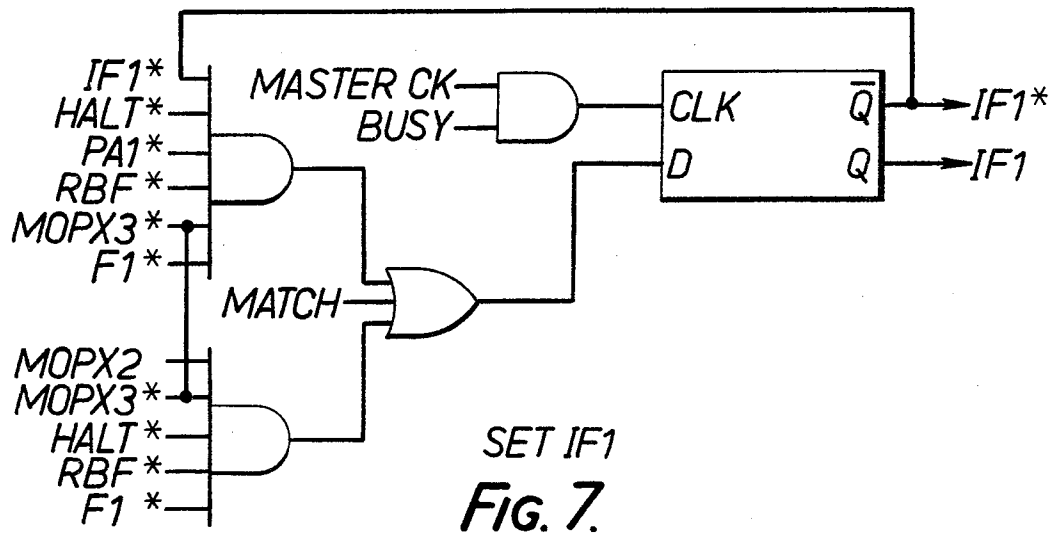 IF1*
HALT*
PA1*
RBF*
MOPX3*
F1*
MASTER CK
BUSY
CLK
D
Q̅
Q
IF1*
IF1
MATCH
MOPX2
MOPX3*
HALT*
RBF*
F1*
SET IF1
FIG. 7.